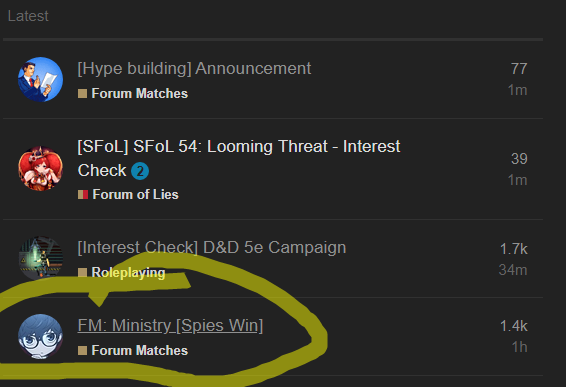 Latest
[Hype building] Announcement
77
Forum Matches
1m
[SFoL] SFoL 54: Looming Threat - Interest
Check 2
39
Forum of Lies
1m
[Interest Check] D&D 5e Campaign
1.7k
Roleplaying
34m
FM: Ministry [Spies Win]
1.4k
Forum Matches
1h